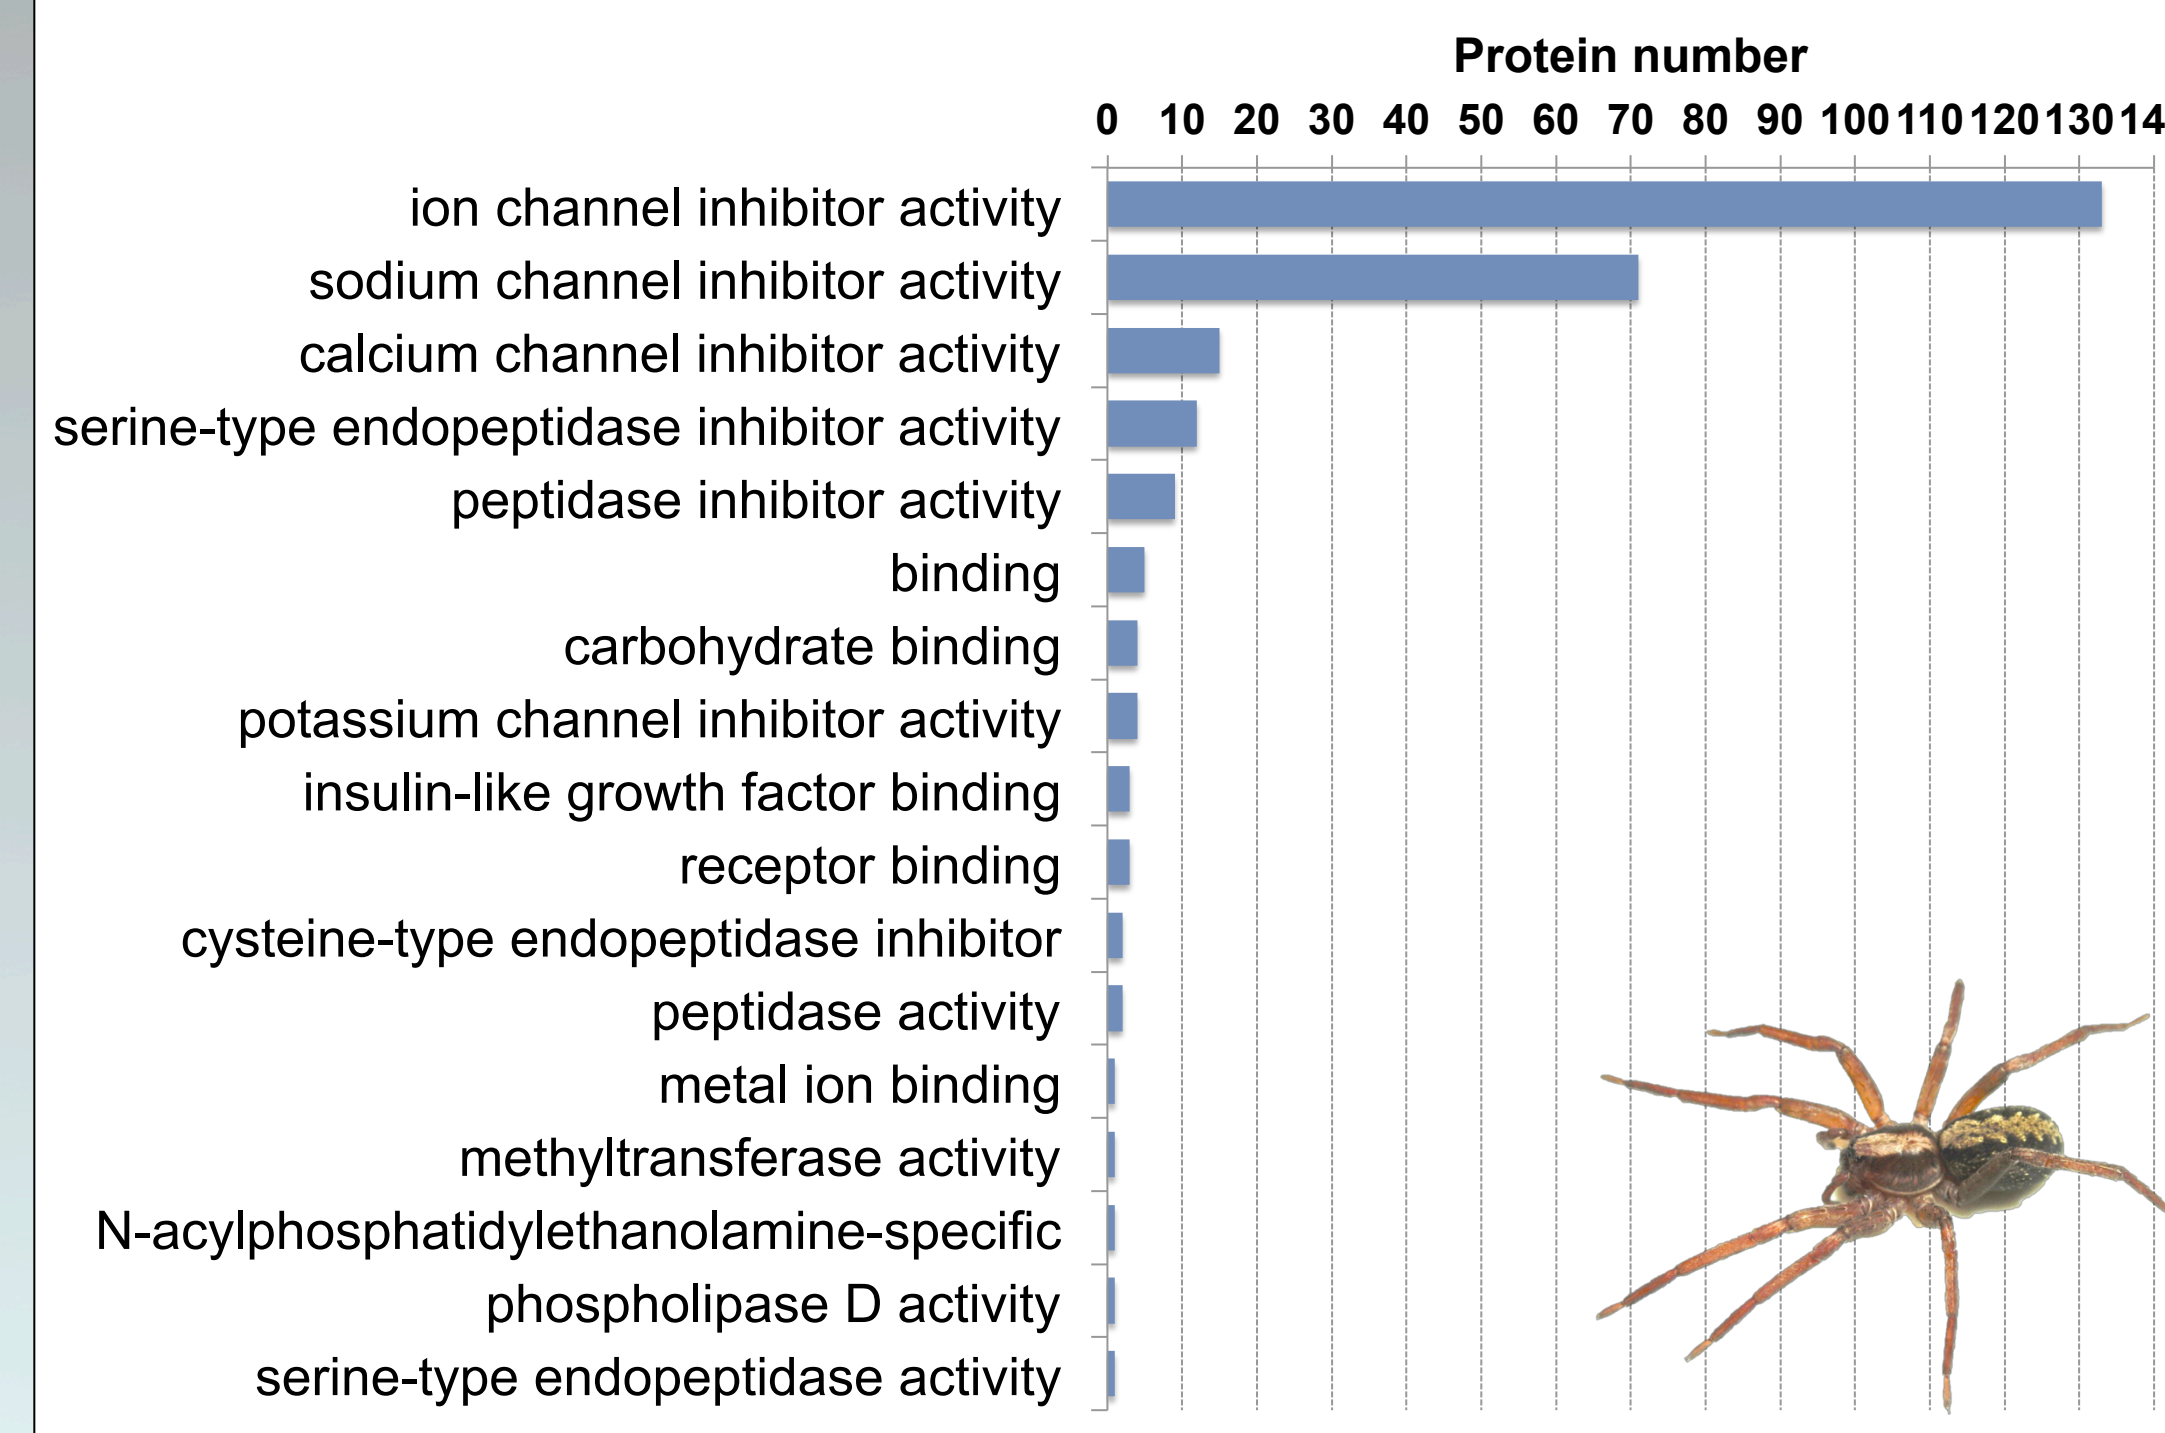 Protein number
0 10 20 30 40 50 60 70 80 90 100 110 120 130 14
ion channel inhibitor activity
sodium channel inhibitor activity
calcium channel inhibitor activity
serine-type endopeptidase inhibitor activity
peptidase inhibitor activity
binding
carbohydrate binding
potassium channel inhibitor activity
insulin-like growth factor binding
receptor binding
cysteine-type endopeptidase inhibitor
peptidase activity
metal ion binding
methyltransferase activity
N-acylphosphatidylethanolamine-specific
phospholipase D activity
serine-type endopeptidase activity